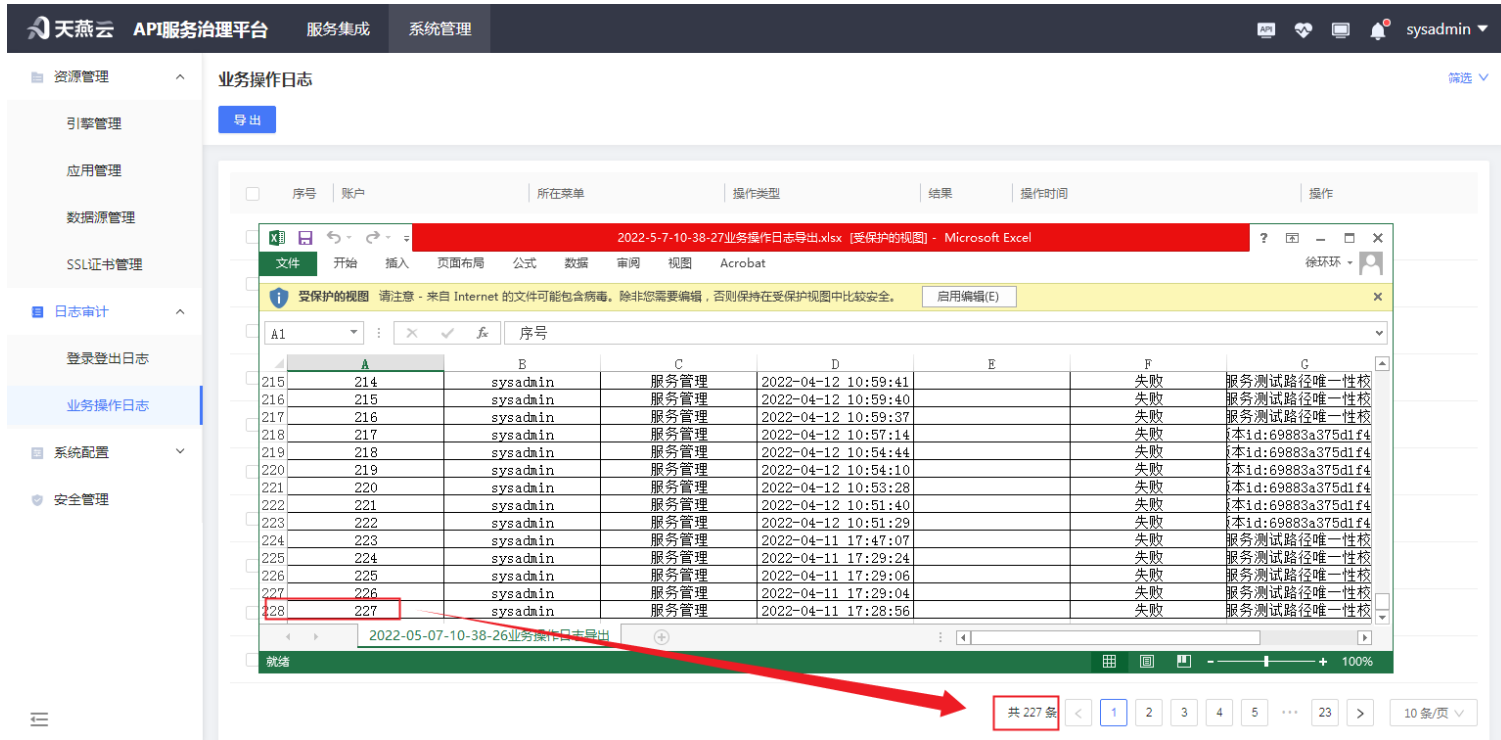 天燕云 API服务治理平台 服务集成 系统管理 API sysadmin
资源管理
引擎管理
应用管理
数据源管理
SSL证书管理
日志审计
登录登出日志
业务操作日志
系统配置
安全管理
业务操作日志 筛选
导出
序号 账户 所在菜单 操作类型 结果 操作时间 操作
2022-5-7-10-38-27业务操作日志导出.xlsx [受保护的视图] - Microsoft Excel
文件 开始 插入 页面布局 公式 数据 审阅 视图 Acrobat 徐环环
受保护的视图 请注意 - 来自 Internet 的文件可能包含病毒。除非您需要编辑，否则保持在受保护视图中比较安全。 启用编辑(E)
A1 fx 序号
A B C D E F G
215 214 sysadmin 服务管理 2022-04-12 10:59:41 失败 服务测试路径唯一性校
216 215 sysadmin 服务管理 2022-04-12 10:59:40 失败 服务测试路径唯一性校
217 216 sysadmin 服务管理 2022-04-12 10:59:37 失败 服务测试路径唯一性校
218 217 sysadmin 服务管理 2022-04-12 10:57:14 失败 本id:69883a375d1f4
219 218 sysadmin 服务管理 2022-04-12 10:54:44 失败 本id:69883a375d1f4
220 219 sysadmin 服务管理 2022-04-12 10:54:10 失败 本id:69883a375d1f4
221 220 sysadmin 服务管理 2022-04-12 10:53:28 失败 本id:69883a375d1f4
222 221 sysadmin 服务管理 2022-04-12 10:51:40 失败 本id:69883a375d1f4
223 222 sysadmin 服务管理 2022-04-12 10:51:29 失败 本id:69883a375d1f4
224 223 sysadmin 服务管理 2022-04-11 17:47:07 失败 服务测试路径唯一性校
225 224 sysadmin 服务管理 2022-04-11 17:29:24 失败 服务测试路径唯一性校
226 225 sysadmin 服务管理 2022-04-11 17:29:06 失败 服务测试路径唯一性校
227 226 sysadmin 服务管理 2022-04-11 17:29:04 失败 服务测试路径唯一性校
228 227 sysadmin 服务管理 2022-04-11 17:28:56 失败 服务测试路径唯一性校
2022-05-07-10-38-26业务操作日志导出
就绪 100%
共 227 条 < 1 2 3 4 5 ··· 23 > 10 条/页